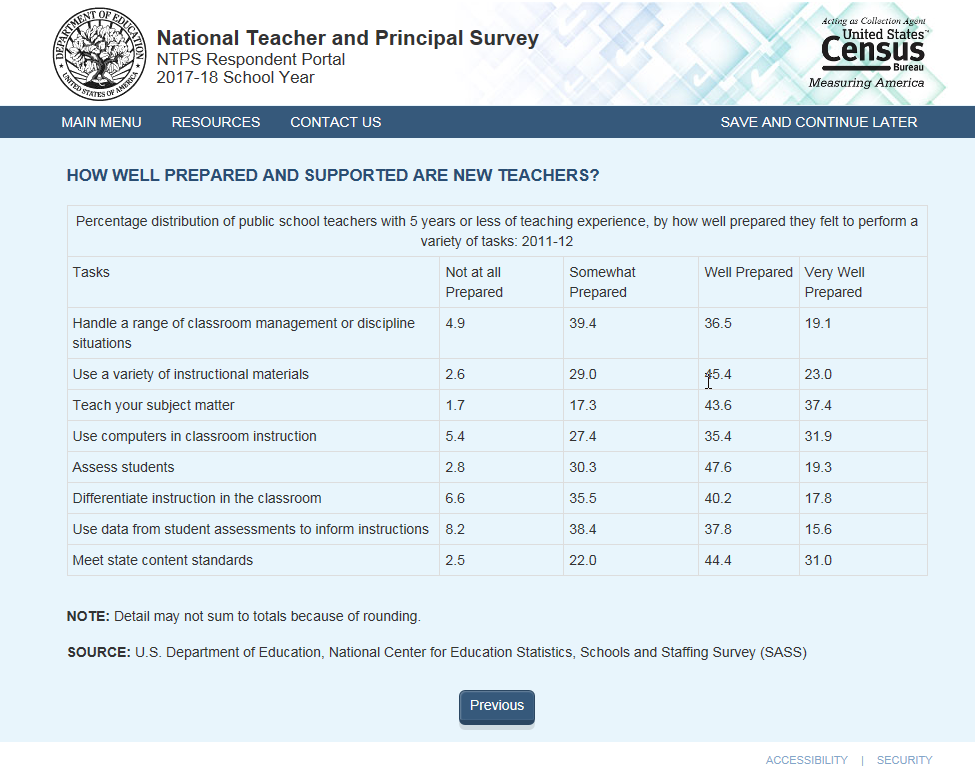 DEPARTMENT OF EDUCATION
UNITED STATES OF AMERICA
National Teacher and Principal Survey
NTPS Respondent Portal
2017-18 School Year
Acting as Collection Agent
United States™
Census
Bureau
Measuring America
MAIN MENU RESOURCES CONTACT US SAVE AND CONTINUE LATER
HOW WELL PREPARED AND SUPPORTED ARE NEW TEACHERS?
Percentage distribution of public school teachers with 5 years or less of teaching experience, by how well prepared they felt to perform a
variety of tasks: 2011-12
Tasks Not at all Somewhat Well Prepared Very Well
Prepared Prepared Prepared
Handle a range of classroom management or discipline 4.9 39.4 36.5 19.1
situations
Use a variety of instructional materials 2.6 29.0 45.4 23.0
Teach your subject matter 1.7 17.3 43.6 37.4
Use computers in classroom instruction 5.4 27.4 35.4 31.9
Assess students 2.8 30.3 47.6 19.3
Differentiate instruction in the classroom 6.6 35.5 40.2 17.8
Use data from student assessments to inform instructions 8.2 38.4 37.8 15.6
Meet state content standards 2.5 22.0 44.4 31.0
NOTE: Detail may not sum to totals because of rounding.
SOURCE: U.S. Department of Education, National Center for Education Statistics, Schools and Staffing Survey (SASS)
Previous
ACCESSIBILITY | SECURITY